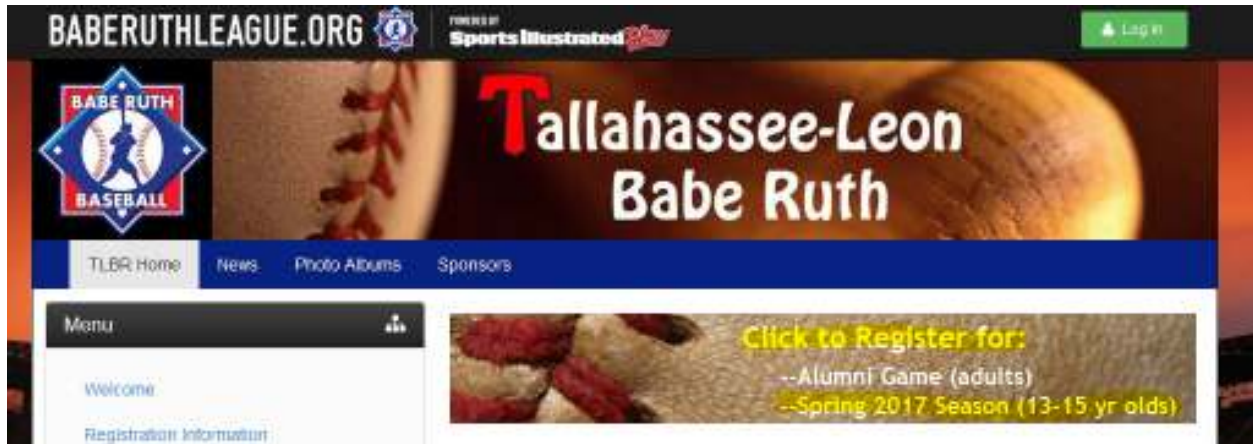 BABERUTHLEAGUE.ORG
POWERED BY
Sports Illustrated Play
Log In
BABE RUTH
BASEBALL
Tallahassee-Leon
Babe Ruth
TLBR Home News Photo Albums Sponsors
Menu
Welcome
Registration Information
Click to Register for:
--Alumni Game (adults)
--Spring 2017 Season (13-15 yr olds)